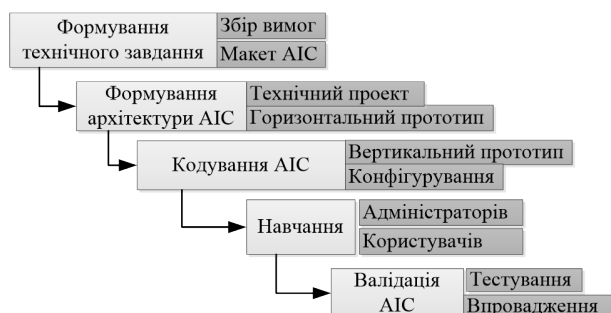 Формування
технічного завдання
Збір вимог
Макет АІС
Формування
архітектури АІС
Технічний проект
Горизонтальний прототип
Кодування АІС
Вертикальний прототип
Конфігурування
Навчання
Адміністраторів
Користувачів
Валідація
АІС
Тестування
Впровадження